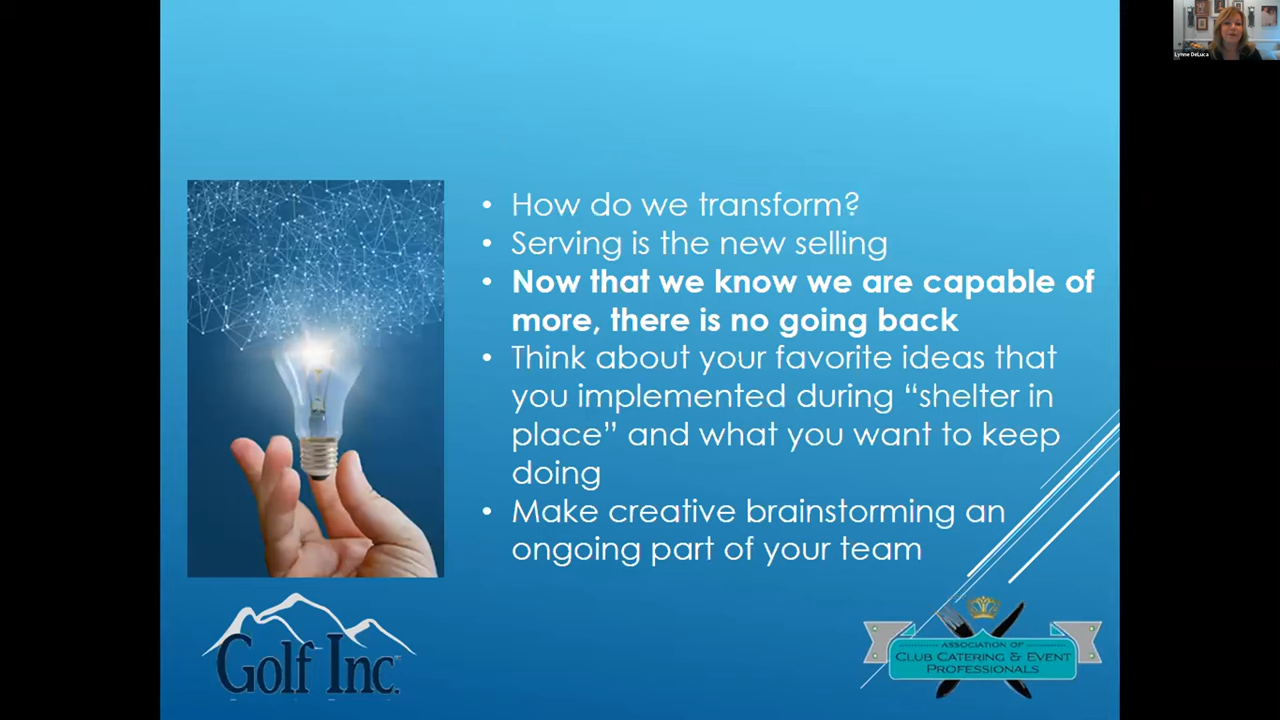 Lynne DeLuca
• How do we transform?
• Serving is the new selling
• Now that we know we are capable of
more, there is no going back
• Think about your favorite ideas that
you implemented during “shelter in
place” and what you want to keep
doing
• Make creative brainstorming an
ongoing part of your team
Golf Inc.
ASSOCIATION OF
CLUB CATERING & EVENT
PROFESSIONALS